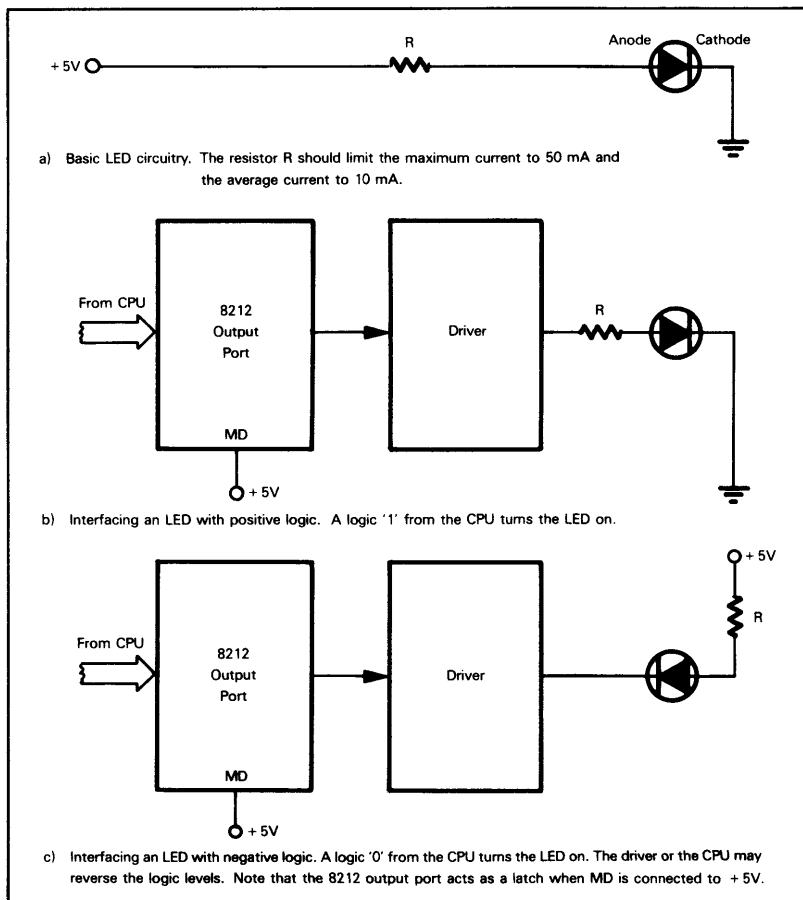 R
Anode Cathode
+ 5V
a) Basic LED circuitry. The resistor R should limit the maximum current to 50 mA and
the average current to 10 mA.
From CPU
8212
Output
Port
MD
+ 5V
Driver
R
b) Interfacing an LED with positive logic. A logic '1' from the CPU turns the LED on.
+ 5V
R
From CPU
8212
Output
Port
MD
+ 5V
Driver
c) Interfacing an LED with negative logic. A logic '0' from the CPU turns the LED on. The driver or the CPU may
reverse the logic levels. Note that the 8212 output port acts as a latch when MD is connected to + 5V.